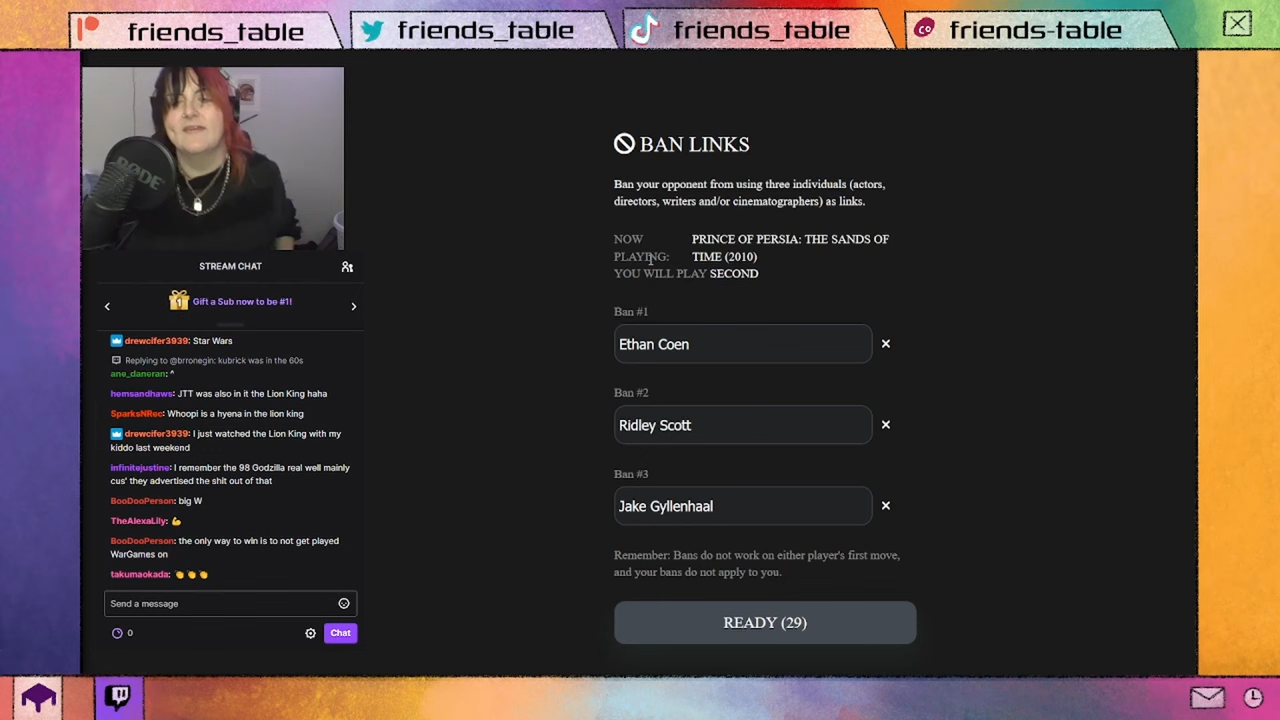 friends_table
friends_table
friends_table
friends-table
RODE
STREAM CHAT
Gift a Sub now to be #1!
drewcifer3939: Star Wars
Replying to @brronegin: kubrick was in the 60s
ane_daneran: ^
hemsandhaws: JTT was also in it the Lion King haha
SparksNRec: Whoopi is a hyena in the lion king
drewcifer3939: I just watched the Lion King with my
kiddo last weekend
infinitejustine: I remember the 98 Godzilla real well mainly
cus' they advertised the shit out of that
BooDooPerson: big W
TheAlexaLily: 💪
BooDooPerson: the only way to win is to not get played
WarGames on
takumaokada: 👏 👏 👏
Send a message
0
Chat
BAN LINKS
Ban your opponent from using three individuals (actors,
directors, writers and/or cinematographers) as links.
NOW PRINCE OF PERSIA: THE SANDS OF
PLAYING: TIME (2010)
YOU WILL PLAY SECOND
Ban #1
Ethan Coen
Ban #2
Ridley Scott
Ban #3
Jake Gyllenhaal
Remember: Bans do not work on either player's first move,
and your bans do not apply to you.
READY (29)